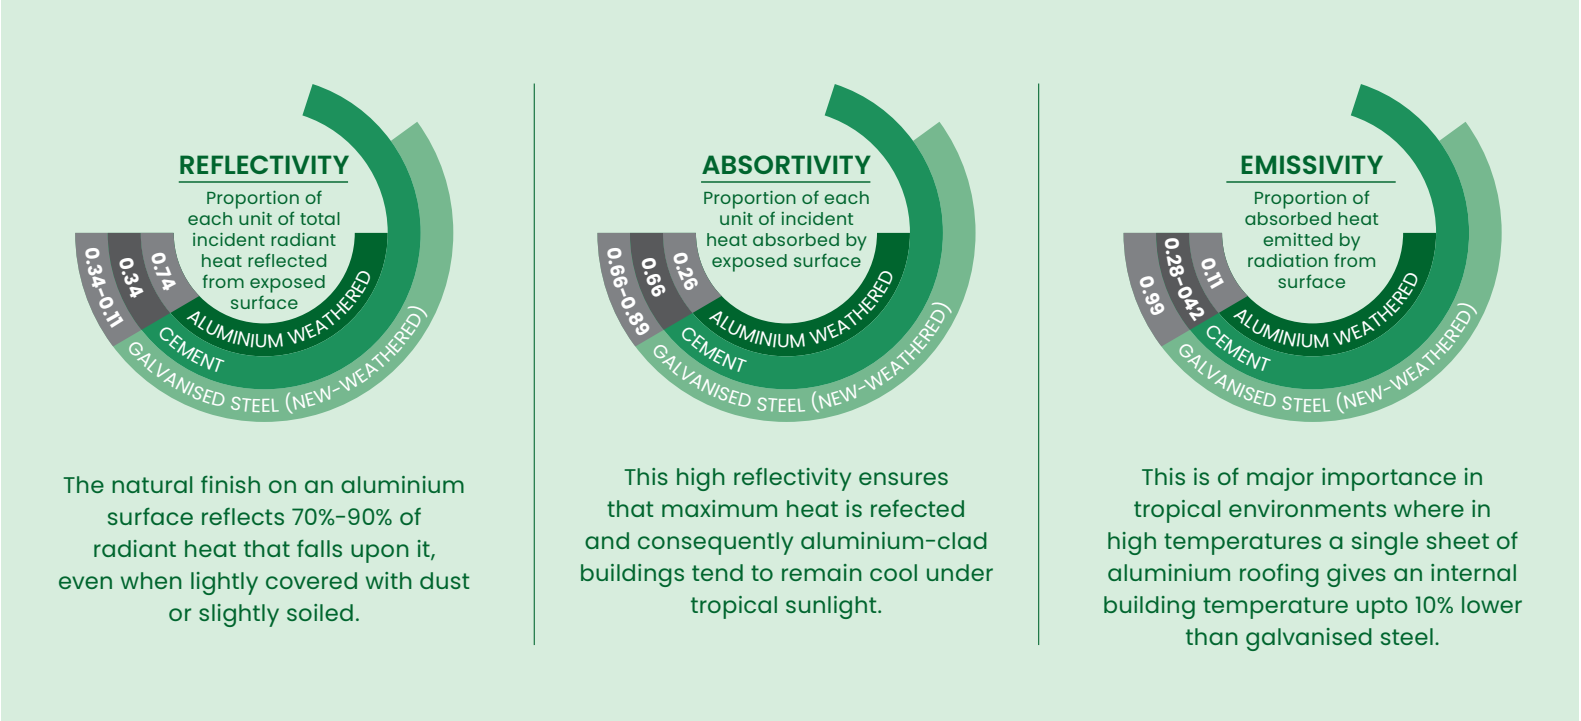 REFLECTIVITY
Proportion of
each unit of total
incident radiant
heat reflected
from exposed
surface
0.34-0.11
0.34
0.74
ALUMINIUM WEATHERED
CEMENT
GALVANISED STEEL (NEW-WEATHERED)
The natural finish on an aluminium
surface reflects 70%-90% of
radiant heat that falls upon it,
even when lightly covered with dust
or slightly soiled.
ABSORTIVITY
Proportion of each
unit of incident
heat absorbed by
exposed surface
0.66-0.89
0.66
0.26
ALUMINIUM WEATHERED
CEMENT
GALVANISED STEEL (NEW-WEATHERED)
This high reflectivity ensures
that maximum heat is refected
and consequently aluminium-clad
buildings tend to remain cool under
tropical sunlight.
EMISSIVITY
Proportion of
absorbed heat
emitted by
radiation from
surface
0.99
0.28-042
0.11
ALUMINIUM WEATHERED
CEMENT
GALVANISED STEEL (NEW-WEATHERED)
This is of major importance in
tropical environments where in
high temperatures a single sheet of
aluminium roofing gives an internal
building temperature upto 10% lower
than galvanised steel.